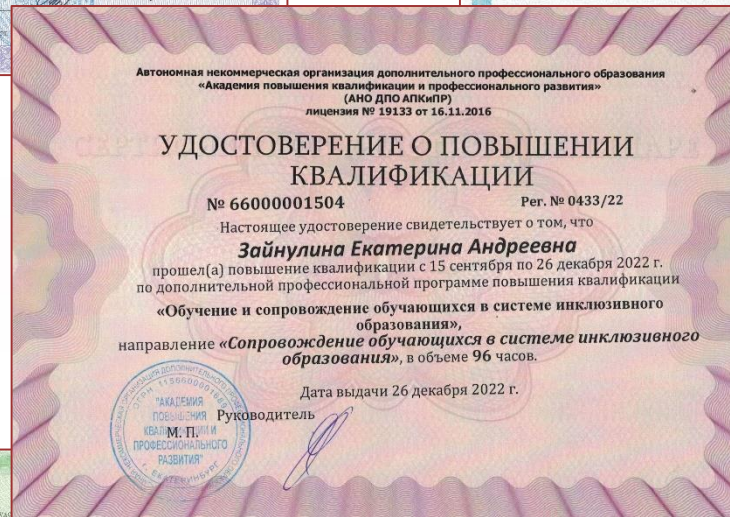 Автономная некоммерческая организация дополнительного профессионального образования
«Академия повышения квалификации и профессионального развития»
(АНО ДПО АПКиПР)
лицензия № 19133 от 16.11.2016
УДОСТОВЕРЕНИЕ О ПОВЫШЕНИИ
КВАЛИФИКАЦИИ
№ 66000001504 Рег. № 0433/22
Настоящее удостоверение свидетельствует о том, что
Зайнулина Екатерина Андреевна
прошел(а) повышение квалификации с 15 сентября по 26 декабря 2022 г.
по дополнительной профессиональной программе повышения квалификации
«Обучение и сопровождение обучающихся в системе инклюзивного
образования»,
направление «Сопровождение обучающихся в системе инклюзивного
образования», в объеме 96 часов.
Дата выдачи 26 декабря 2022 г.
Руководитель
М. П.
"АКАДЕМИЯ
ПОВЫШЕНИЯ
КВАЛИФИКАЦИИ И
ПРОФЕССИОНАЛЬНОГО
РАЗВИТИЯ"
г. ЕКАТЕРИНБУРГ